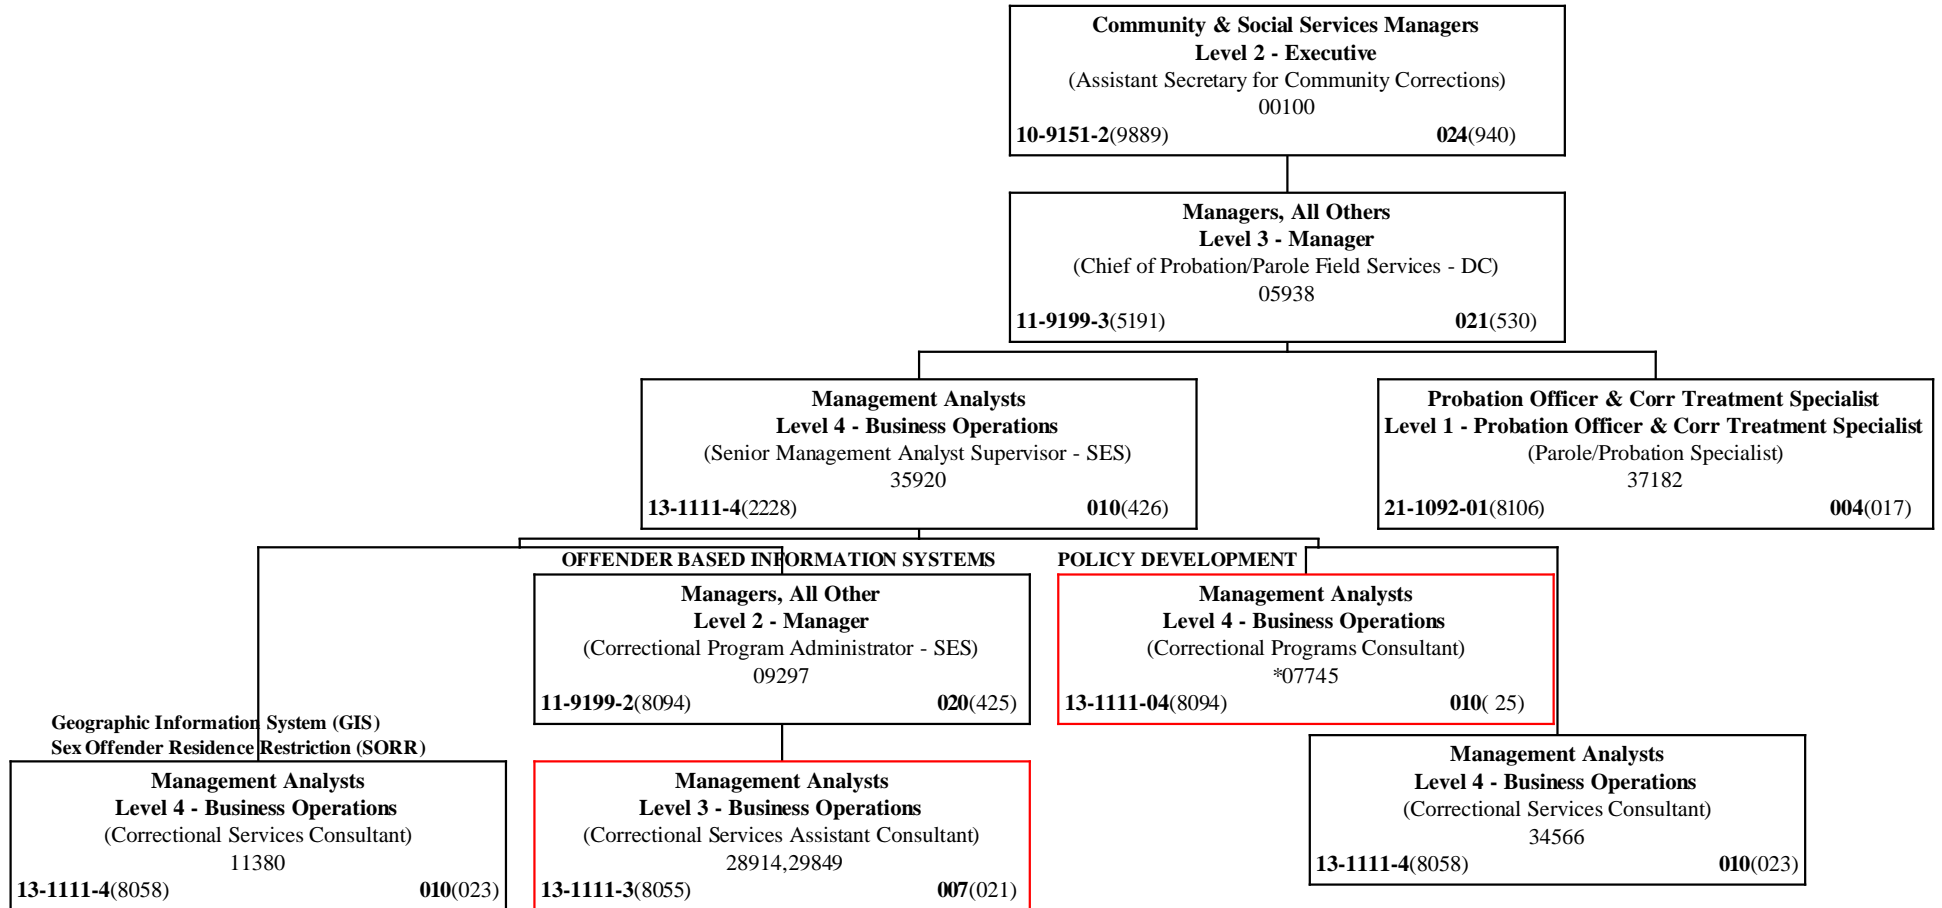 Community & Social Services Managers
Level 2 - Executive
(Assistant Secretary for Community Corrections)
00100
10-9151-2(9889) 024(940)
Managers, All Others
Level 3 - Manager
(Chief of Probation/Parole Field Services - DC)
05938
11-9199-3(5191) 021(530)
Management Analysts
Level 4 - Business Operations
(Senior Management Analyst Supervisor - SES)
35920
13-1111-4(2228) 010(426)
Probation Officer & Corr Treatment Specialist
Level 1 - Probation Officer & Corr Treatment Specialist
(Parole/Probation Specialist)
37182
21-1092-01(8106) 004(017)
OFFENDER BASED INFORMATION SYSTEMS
Managers, All Other
Level 2 - Manager
(Correctional Program Administrator - SES)
09297
11-9199-2(8094) 020(425)
POLICY DEVELOPMENT
Management Analysts
Level 4 - Business Operations
(Correctional Programs Consultant)
*07745
13-1111-04(8094) 010( 25)
Geographic Information System (GIS)
Sex Offender Residence Restriction (SORR)
Management Analysts
Level 4 - Business Operations
(Correctional Services Consultant)
11380
13-1111-4(8058) 010(023)
Management Analysts
Level 3 - Business Operations
(Correctional Services Assistant Consultant)
28914,29849
13-1111-3(8055) 007(021)
Management Analysts
Level 4 - Business Operations
(Correctional Services Consultant)
34566
13-1111-4(8058) 010(023)